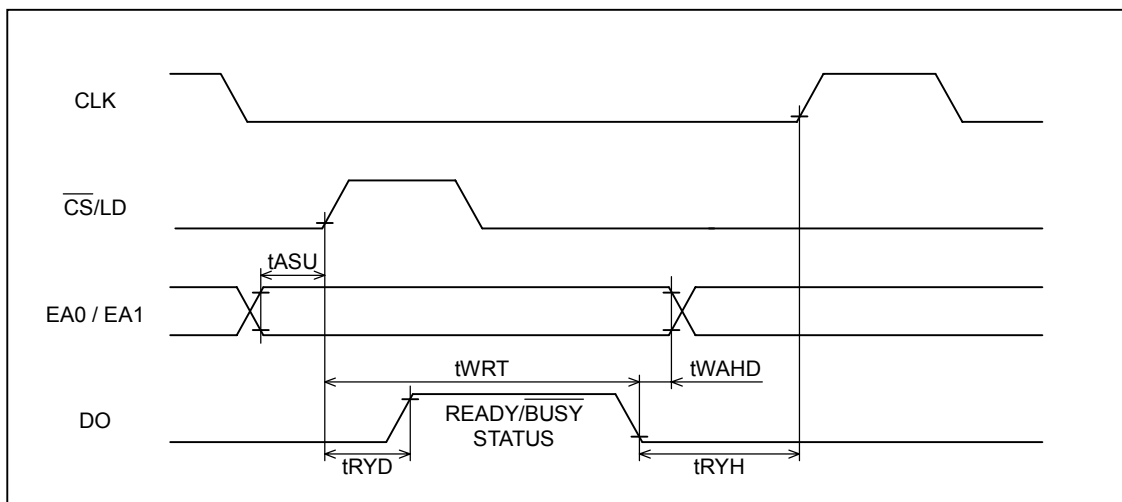 CLK
CS/LD
tASU
EA0 / EA1
tWRT
tWAHD
DO
READY/BUSY
STATUS
tRYD
tRYH